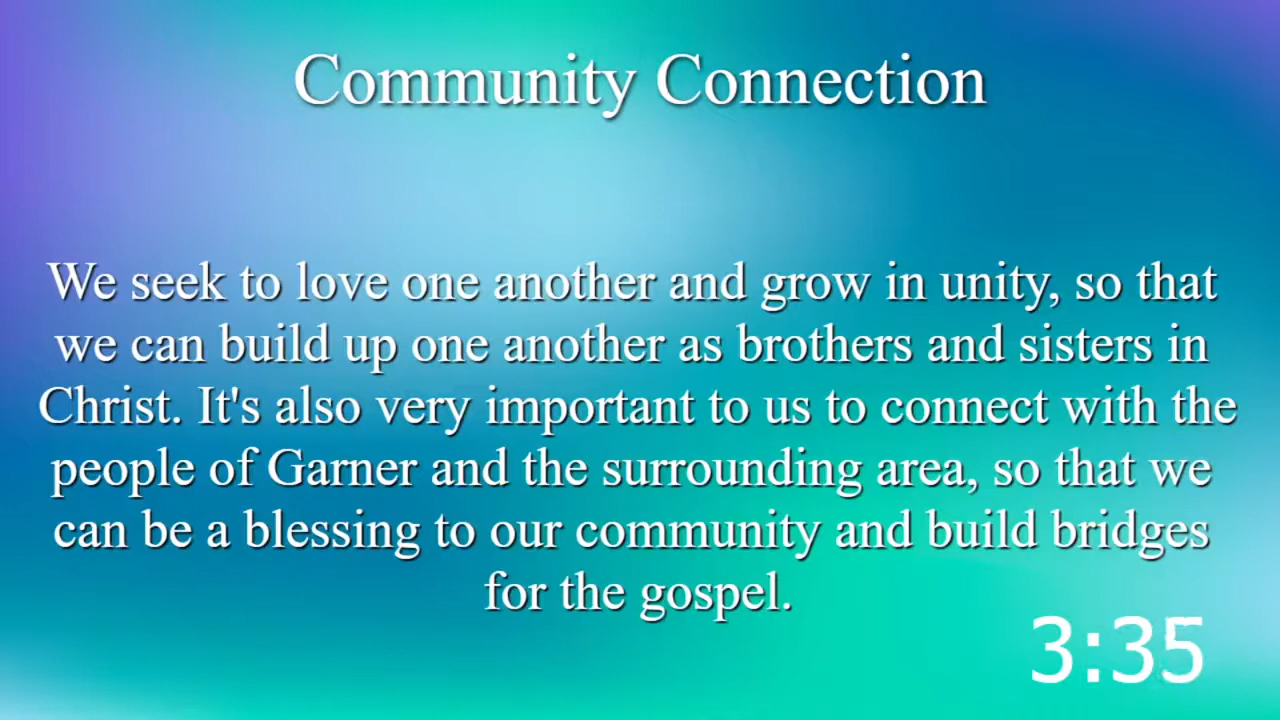 Community Connection
We seek to love one another and grow in unity, so that
we can build up one another as brothers and sisters in
Christ. It's also very important to us to connect with the
people of Garner and the surrounding area, so that we
can be a blessing to our community and build bridges
for the gospel.
3:35